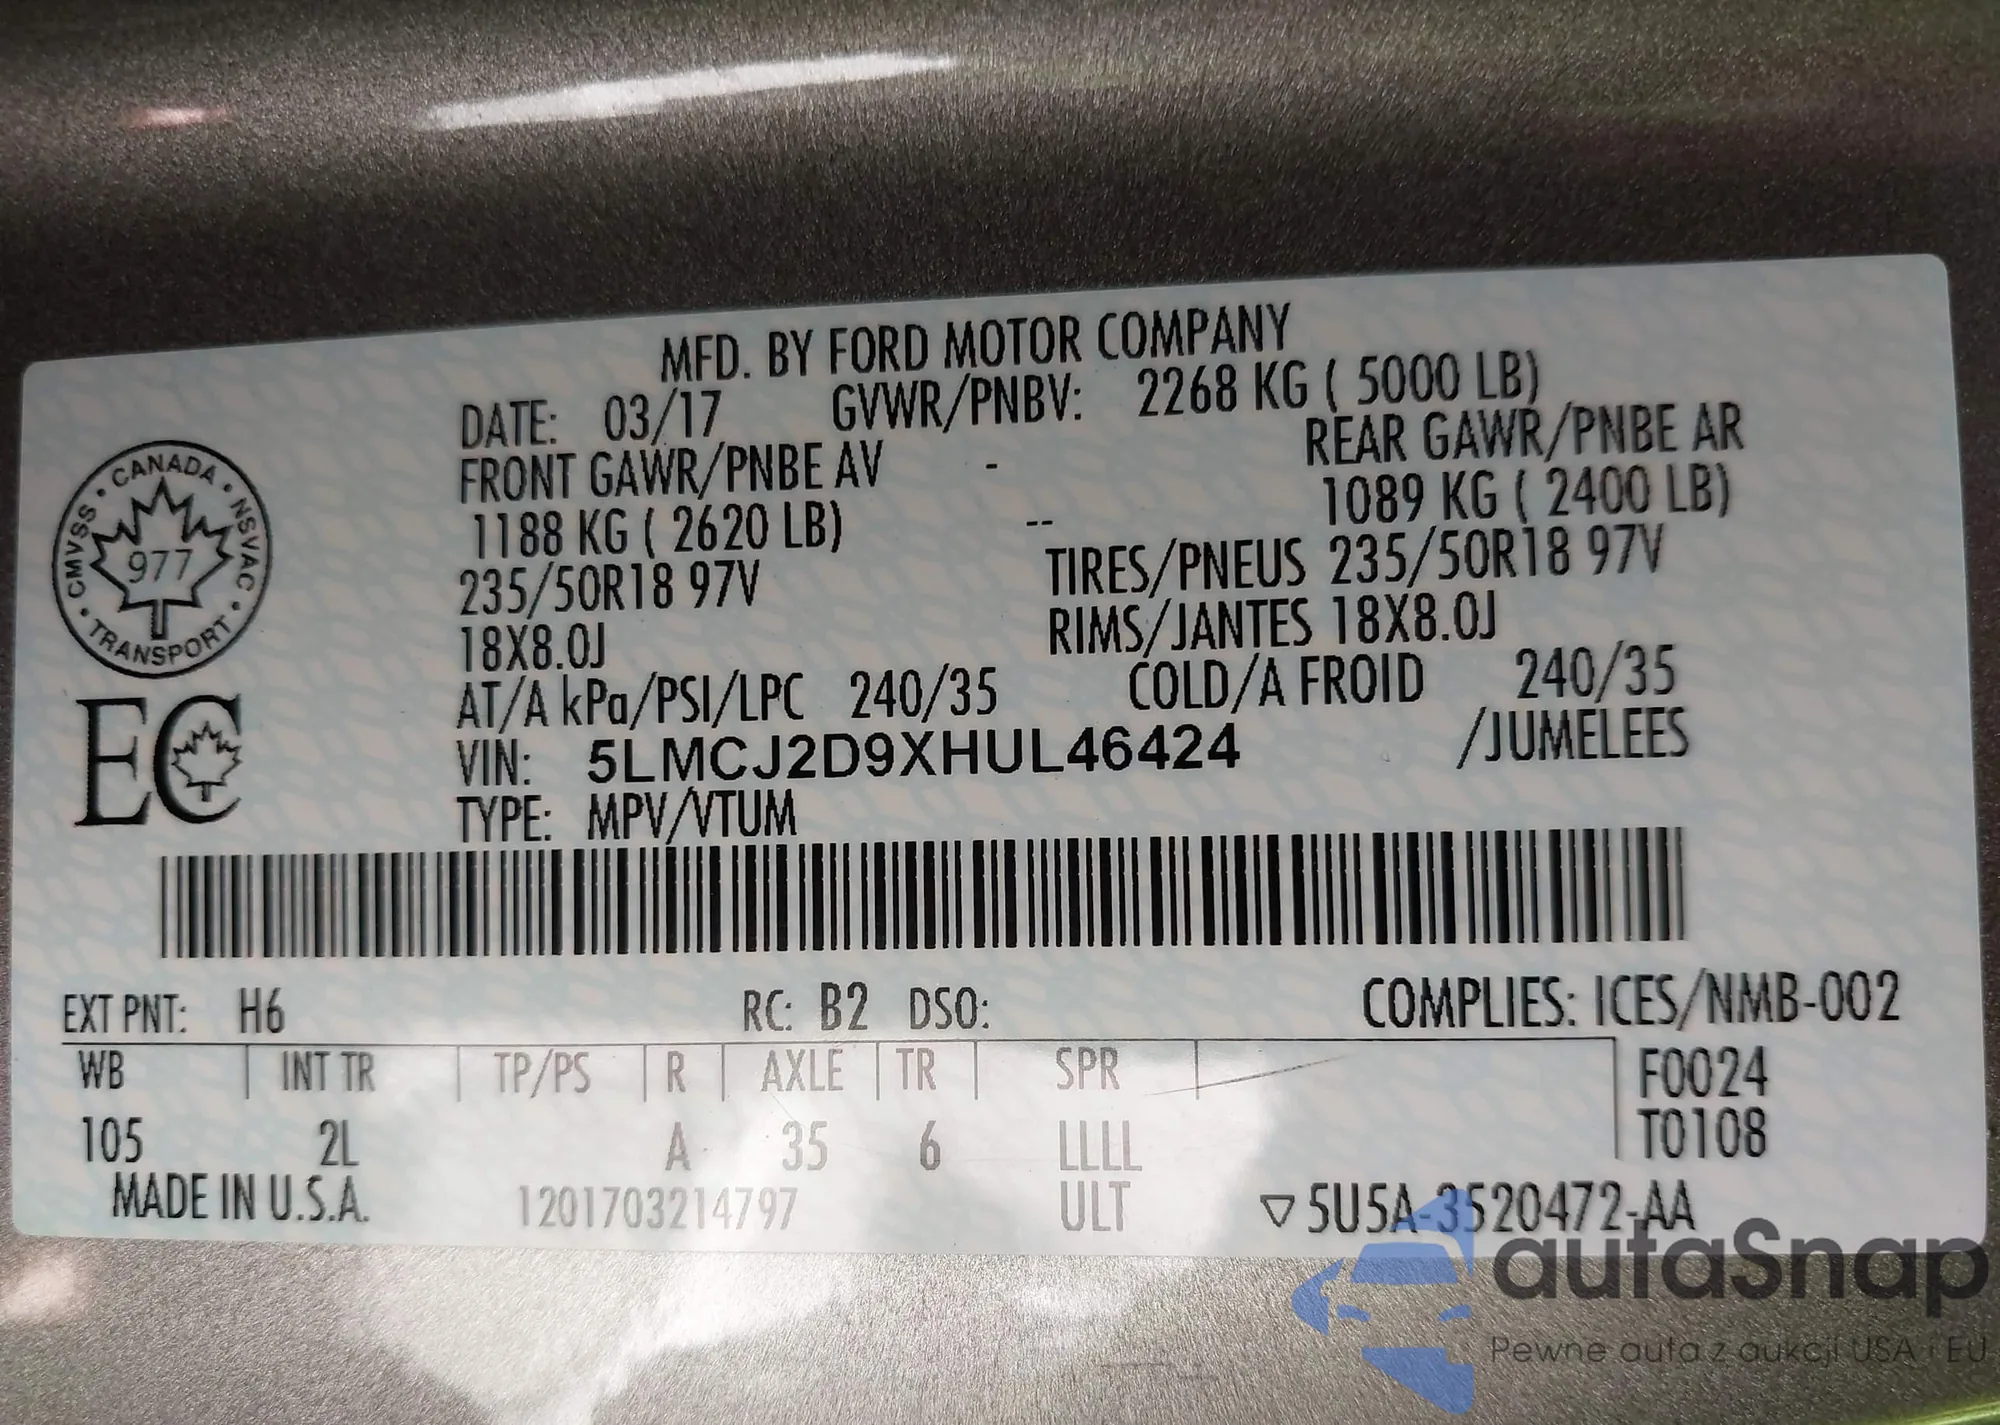 MFD. BY FORD MOTOR COMPANY
DATE: 03/17 GVWR/PNBV: 2268 KG ( 5000 LB)
FRONT GAWR/PNBE AV - REAR GAWR/PNBE AR
1188 KG ( 2620 LB) -- 1089 KG ( 2400 LB)
235/50R18 97V TIRES/PNEUS 235/50R18 97V
18X8.0J RIMS/JANTES 18X8.0J
AT/A kPa/PSI/LPC 240/35 COLD/A FROID 240/35
VIN: 5LMCJ2D9XHUL46424 /JUMELEES
TYPE: MPV/VTUM
CANADA • NSVAC • TRANSPORT • CMVSS •
977
EC
EXT PNT: H6 RC: B2 DSO: COMPLIES: ICES/NMB-002
WB INT TR TP/PS R AXLE TR SPR F0024
105 2L A 35 6 LLLL T0108
MADE IN U.S.A. 1201703214797 ULT ▽5U5A-3520472-AA
autaSnap
Pewne auta z aukcji USA i EU